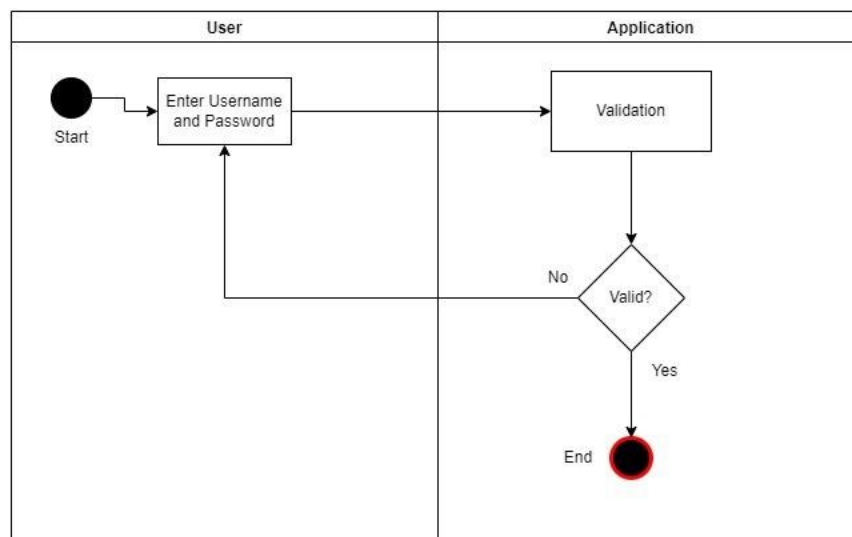 User
Application
Start
Enter Username
and Password
Validation
No
Valid?
Yes
End